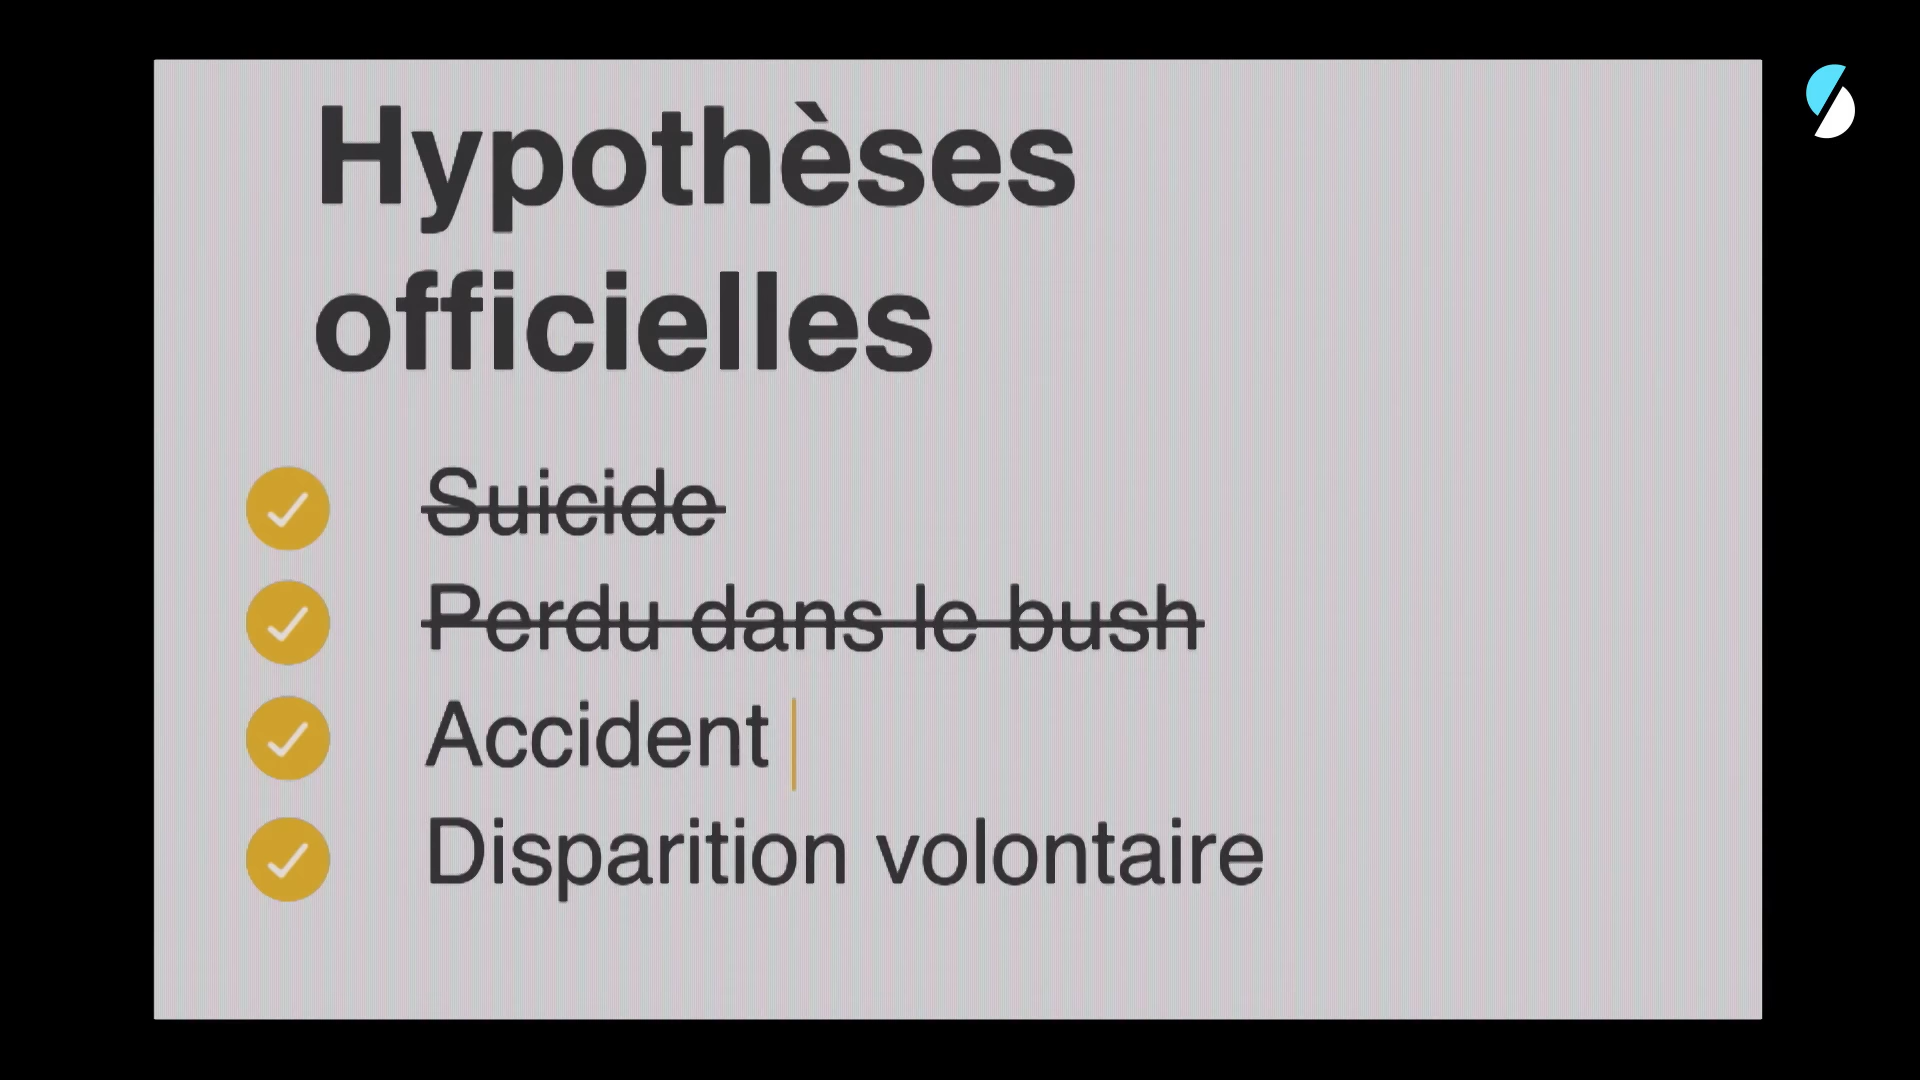 Hypothèses
officielles
Suicide
Perdu dans le bush
Accident
Disparition volontaire